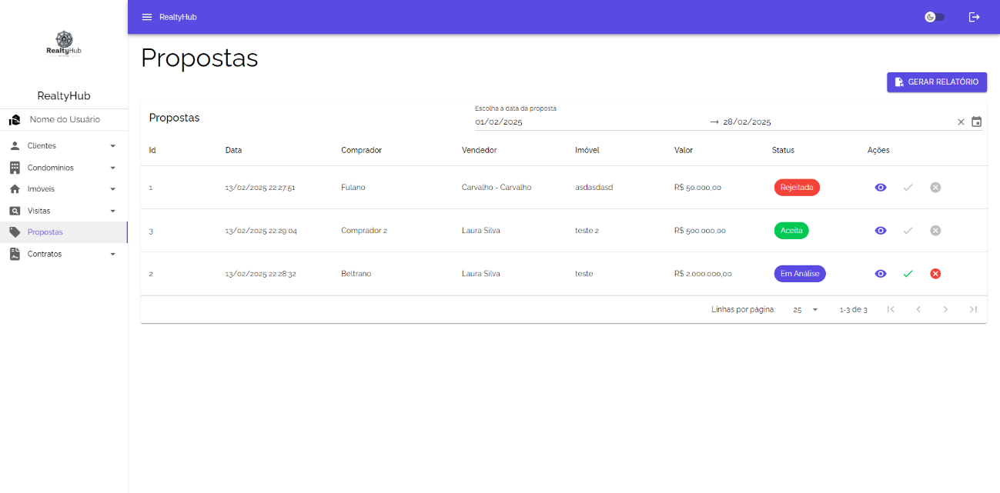 RealtyHub
RealtyHub
RealtyHub
Nome do Usuário
Clientes
Condomínios
Imóveis
Visitas
Propostas
Contratos
Propostas
GERAR RELATÓRIO
Propostas
Escolha a data da proposta
01/02/2025 → 28/02/2025
Id Data Comprador Vendedor Imóvel Valor Status Ações
1 13/02/2025 22:27:51 Fulano Carvalho - Carvalho asdasdasd R$ 50.000,00 Rejeitada
3 13/02/2025 22:29:04 Comprador 2 Laura Silva teste 2 R$ 500.000,00 Aceita
2 13/02/2025 22:28:32 Beltrano Laura Silva teste R$ 2.000.000,00 Em Análise
Linhas por página: 25 1-3 de 3